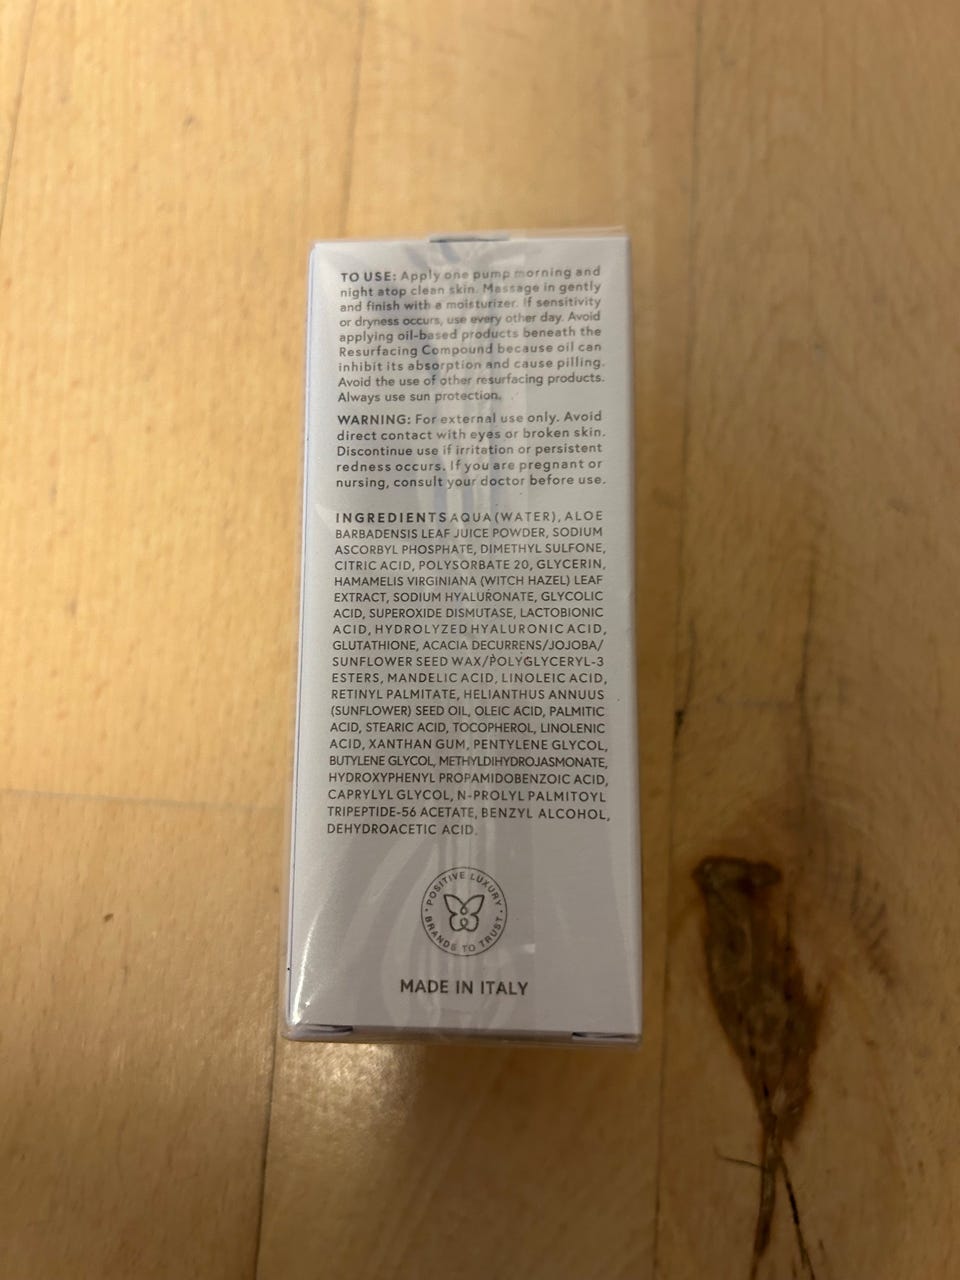 TO USE: Apply one pump morning and
night atop clean skin. Massage in gently
and finish with a moisturizer. If sensitivity
or dryness occurs, use every other day. Avoid
applying oil-based products beneath the
Resurfacing Compound because oil can
inhibit its absorption and cause pilling.
Avoid the use of other resurfacing products.
Always use sun protection.
WARNING: For external use only. Avoid
direct contact with eyes or broken skin.
Discontinue use if irritation or persistent
redness occurs. If you are pregnant or
nursing, consult your doctor before use.
INGREDIENTS AQUA (WATER), ALOE
BARBADENSIS LEAF JUICE POWDER, SODIUM
ASCORBYL PHOSPHATE, DIMETHYL SULFONE,
CITRIC ACID, POLYSORBATE 20, GLYCERIN,
HAMAMELIS VIRGINIANA (WITCH HAZEL) LEAF
EXTRACT, SODIUM HYALURONATE, GLYCOLIC
ACID, SUPEROXIDE DISMUTASE, LACTOBIONIC
ACID, HYDROLYZED HYALURONIC ACID,
GLUTATHIONE, ACACIA DECURRENS/JOJOBA/
SUNFLOWER SEED WAX/POLYGLYCERYL-3
ESTERS, MANDELIC ACID, LINOLEIC ACID,
RETINYL PALMITATE, HELIANTHUS ANNUUS
(SUNFLOWER) SEED OIL, OLEIC ACID, PALMITIC
ACID, STEARIC ACID, TOCOPHEROL, LINOLENIC
ACID, XANTHAN GUM, PENTYLENE GLYCOL,
BUTYLENE GLYCOL, METHYLDIHYDROJASMONATE,
HYDROXYPHENYL PROPAMIDOBENZOIC ACID,
CAPRYLYL GLYCOL, N-PROLYL PALMITOYL
TRIPEPTIDE-56 ACETATE, BENZYL ALCOHOL,
DEHYDROACETIC ACID.
POSITIVE LUXURY
BRANDS TO TRUST
MADE IN ITALY